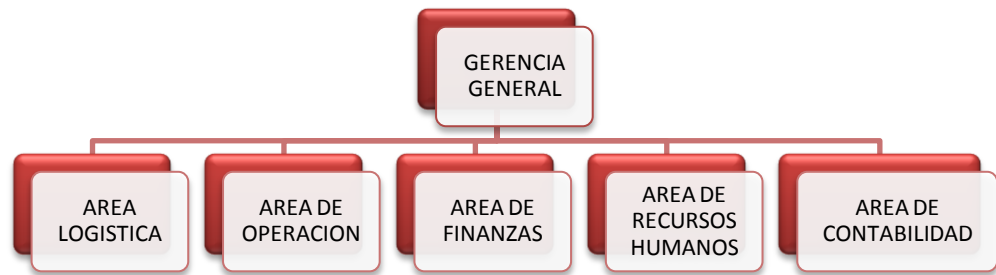 GERENCIA
GENERAL
AREA
LOGISTICA
AREA DE
OPERACION
AREA DE
FINANZAS
AREA DE
RECURSOS
HUMANOS
AREA DE
CONTABILIDAD